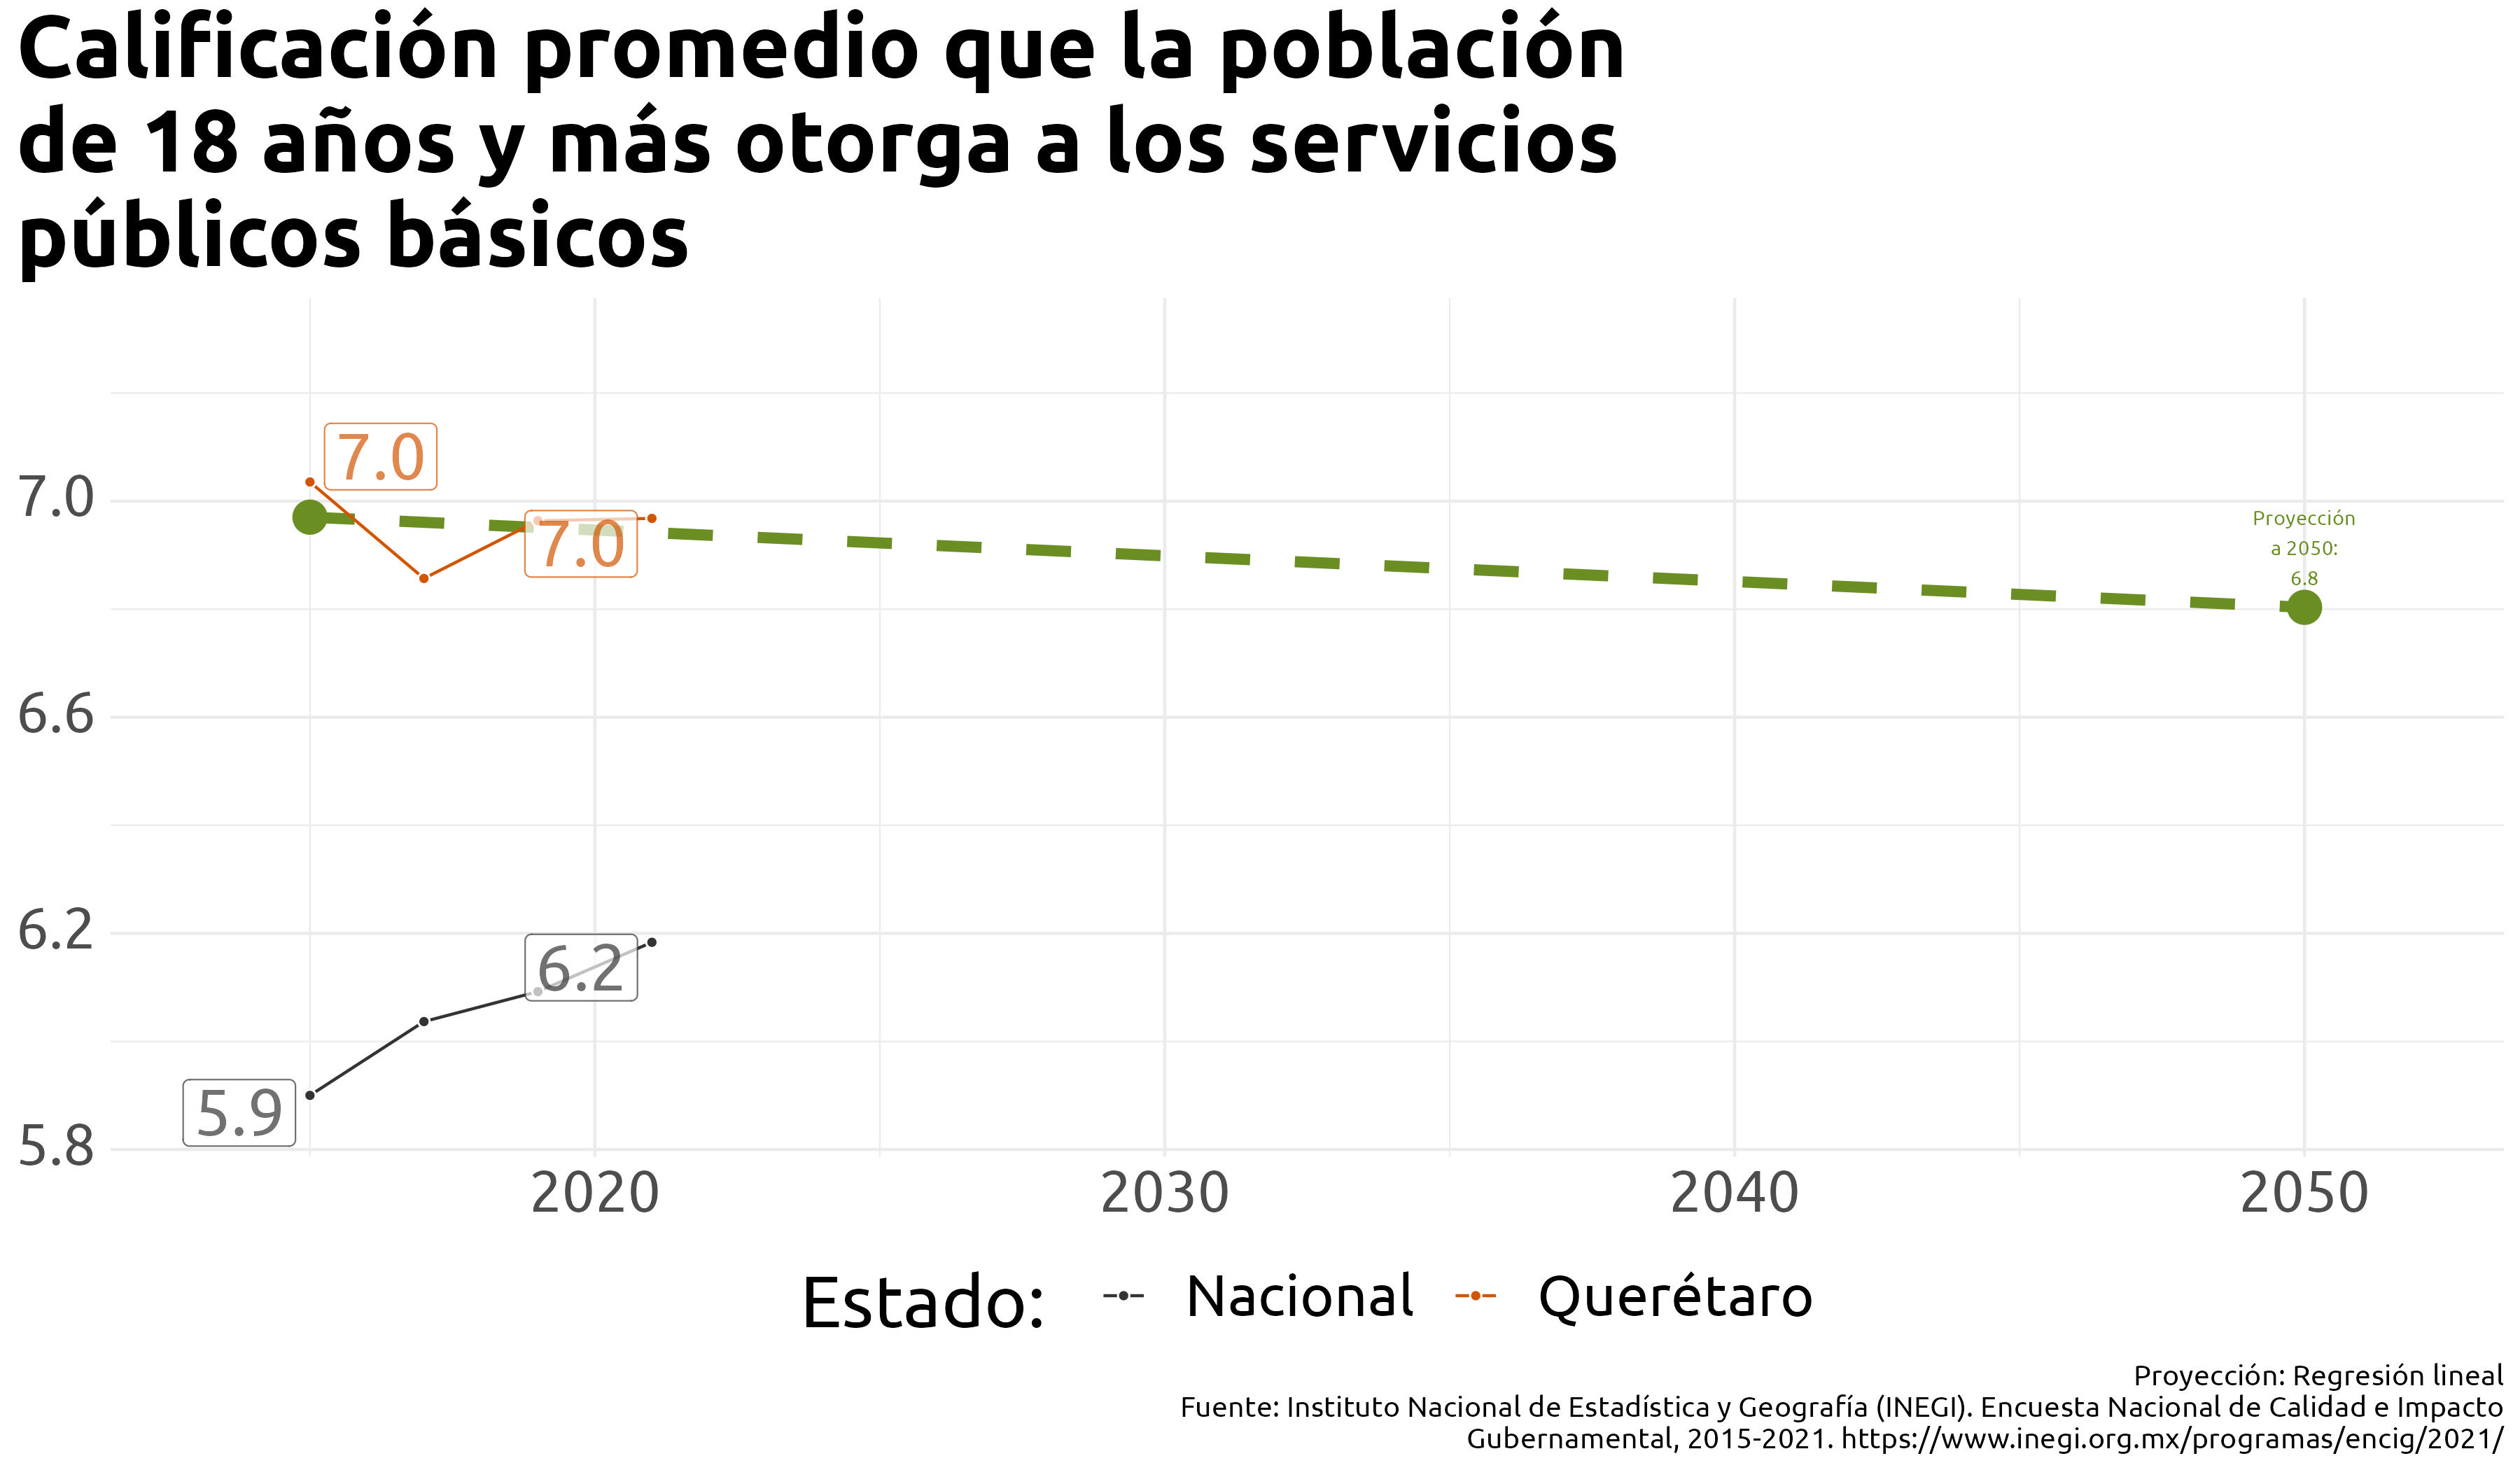 Calificación promedio que la población
de 18 años y más otorga a los servicios
públicos básicos
7.0
7.0
7.0
Proyección
a 2050:
6.8
6.6
6.2
6.2
5.9
5.8
2020 2030 2040 2050
Estado: Nacional Querétaro
Proyección: Regresión lineal
Fuente: Instituto Nacional de Estadística y Geografía (INEGI). Encuesta Nacional de Calidad e Impacto
Gubernamental, 2015-2021. https://www.inegi.org.mx/programas/encig/2021/